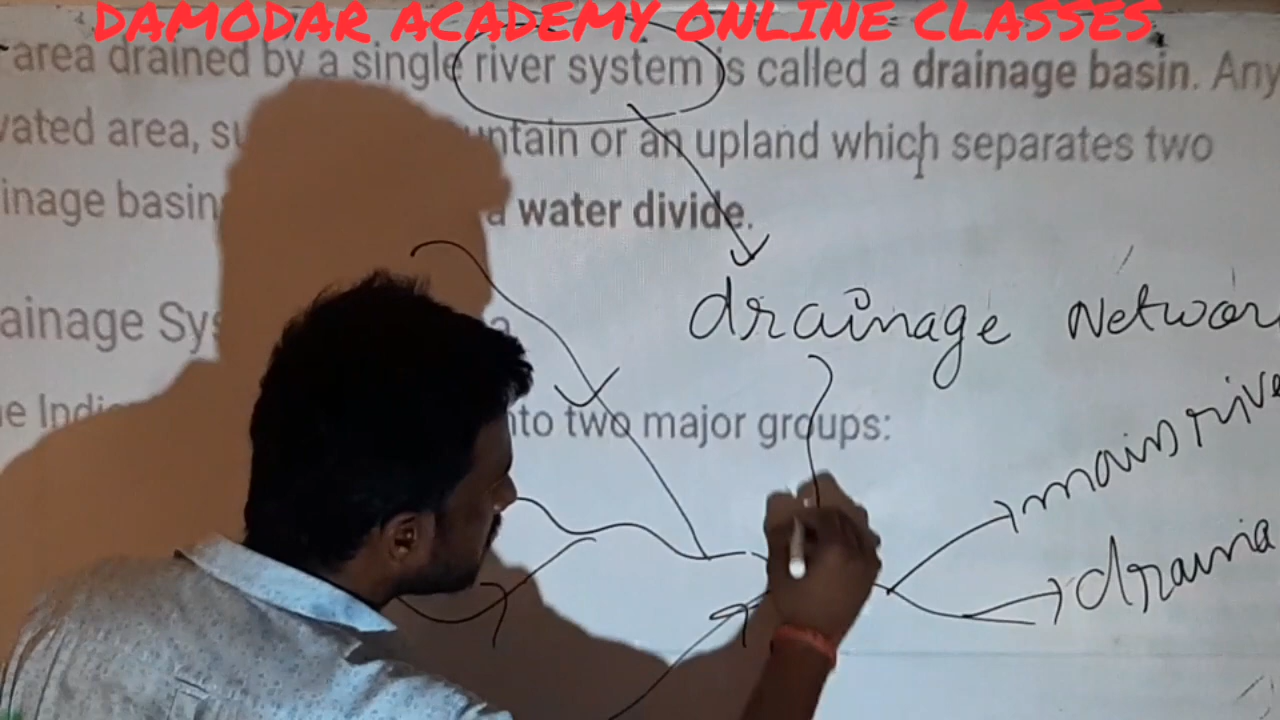 DAMODAR ACADEMY ONLINE CLASSES
area drained by a single river system is called a drainage basin. Any
vated area, su untain or an upland which separates two
inage basin a water divide.
drainage Networ
ainage Sys a
e Indi nto two major groups:
main rive
draina